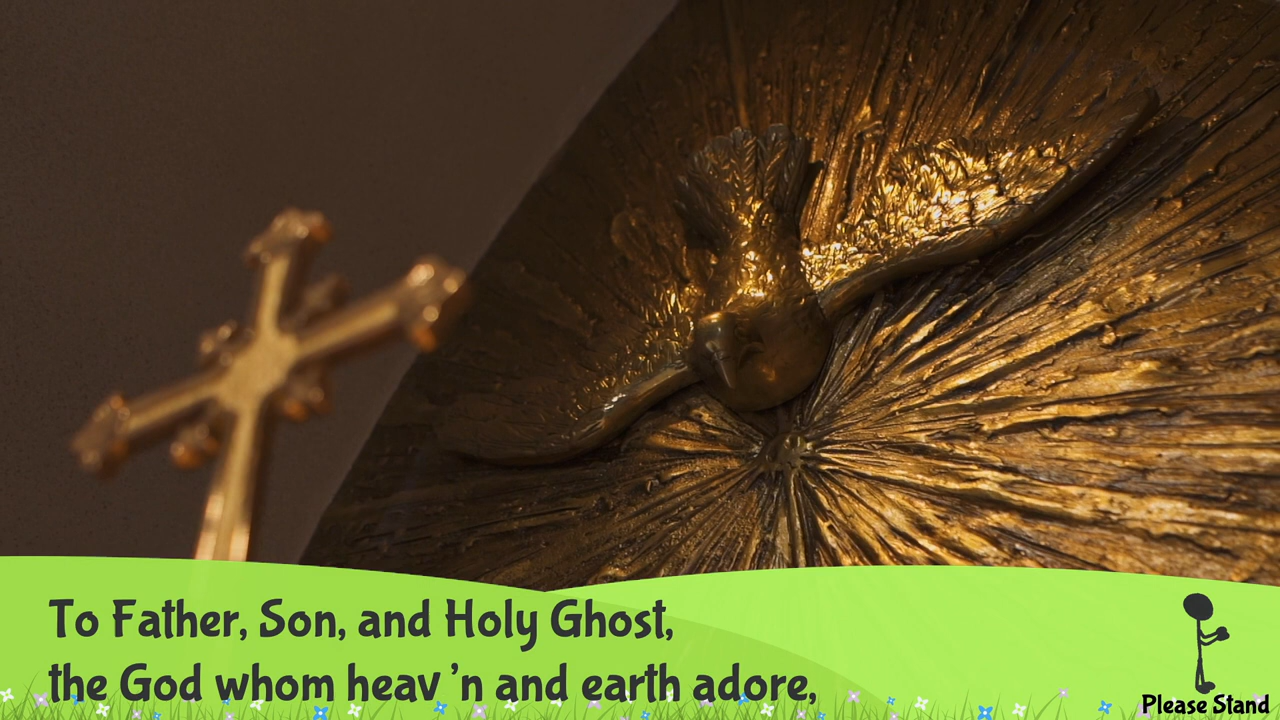 To Father, Son, and Holy Ghost,
the God whom heav'n and earth adore,
Please Stand